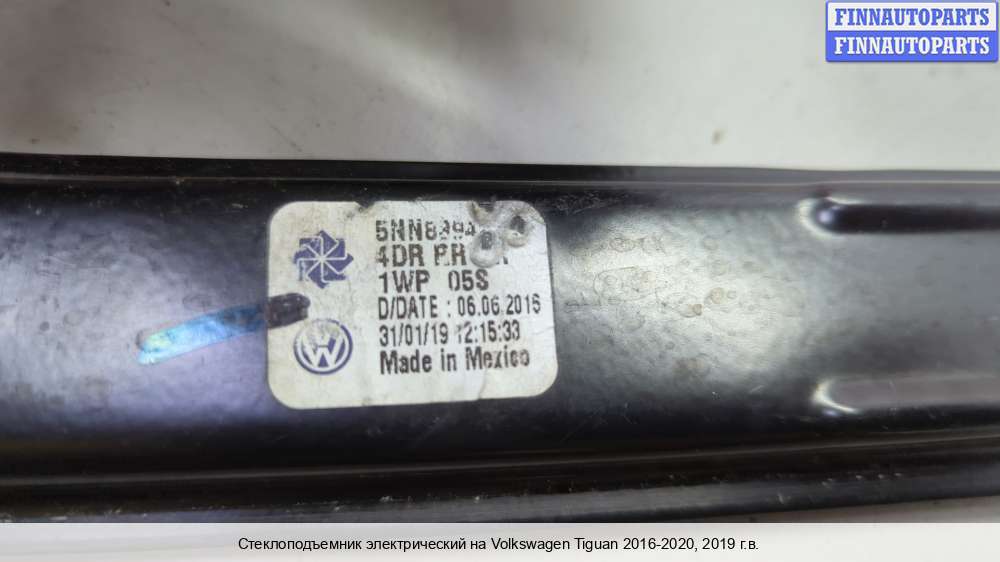 FINNAUTOPARTS
FINNAUTOPARTS
4DR
1WP 05S
D/DATE : 06.06.2016
31/01/19 12:15:33
Made in Mexico
Стеклоподъемник электрический на Volkswagen Tiguan 2016-2020, 2019 г.в.